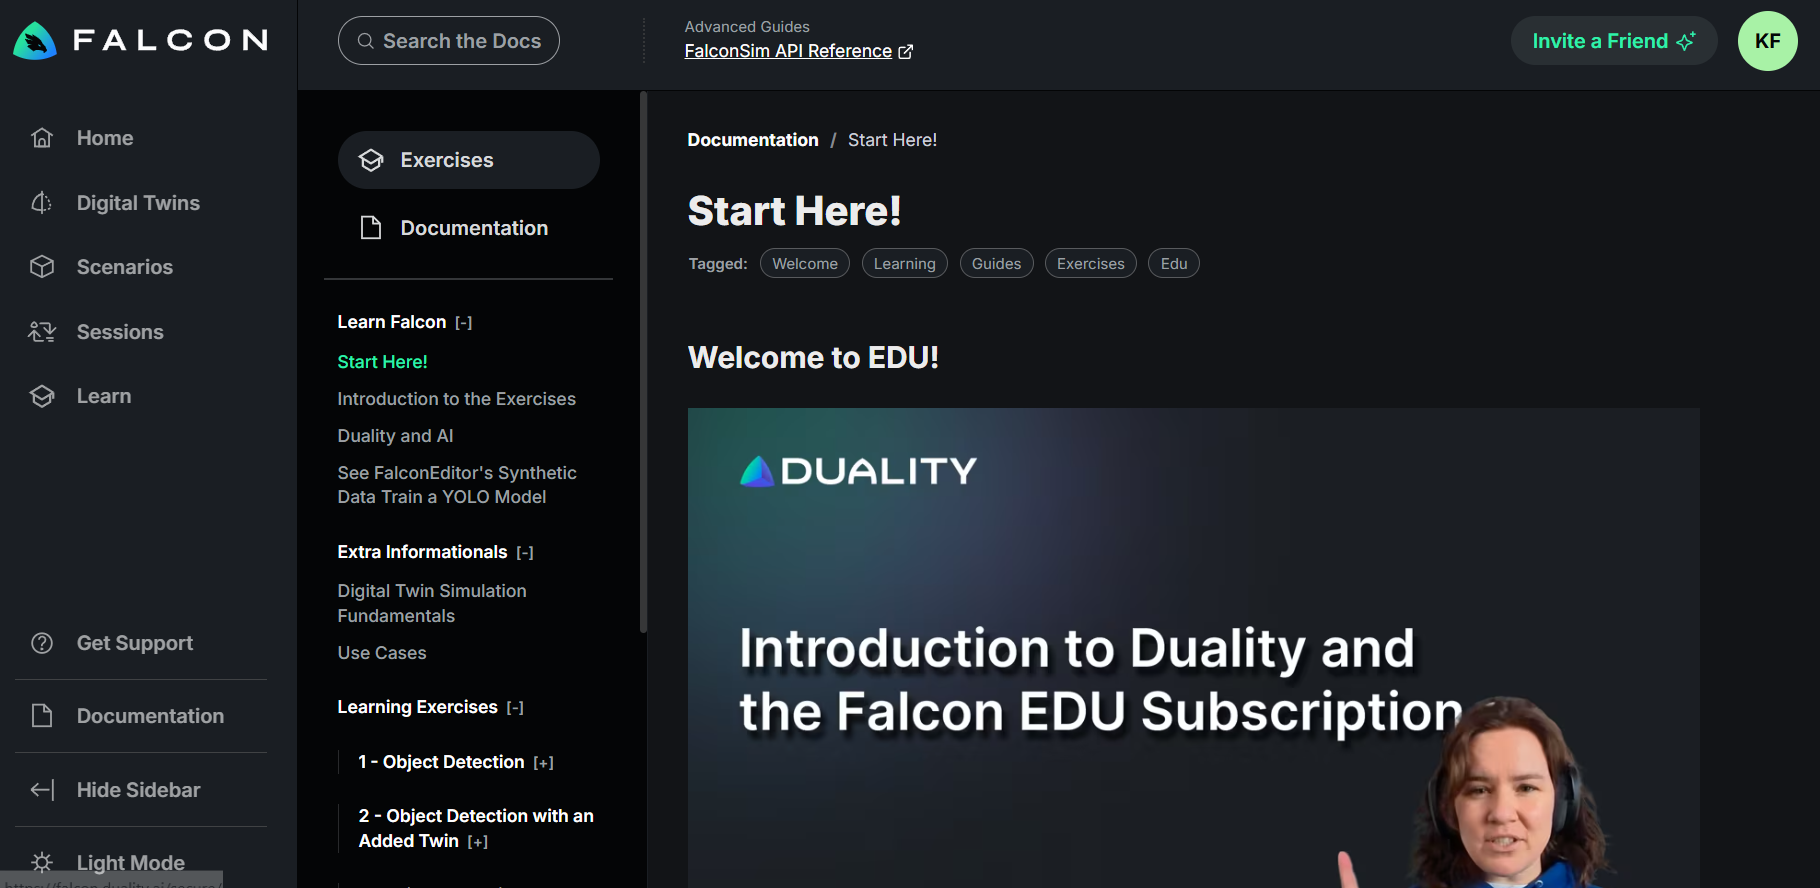 FALCON
Search the Docs
Advanced Guides
FalconSim API Reference
Invite a Friend
KF
Home
Digital Twins
Scenarios
Sessions
Learn
Get Support
Documentation
Hide Sidebar
Light Mode
Exercises
Documentation
Learn Falcon [-]
Start Here!
Introduction to the Exercises
Duality and AI
See FalconEditor's Synthetic
Data Train a YOLO Model
Extra Informationals [-]
Digital Twin Simulation
Fundamentals
Use Cases
Learning Exercises [-]
1 - Object Detection [+]
2 - Object Detection with an
Added Twin [+]
Documentation / Start Here!
Start Here!
Tagged: Welcome Learning Guides Exercises Edu
Welcome to EDU!
DUALITY
Introduction to Duality and
the Falcon EDU Subscription